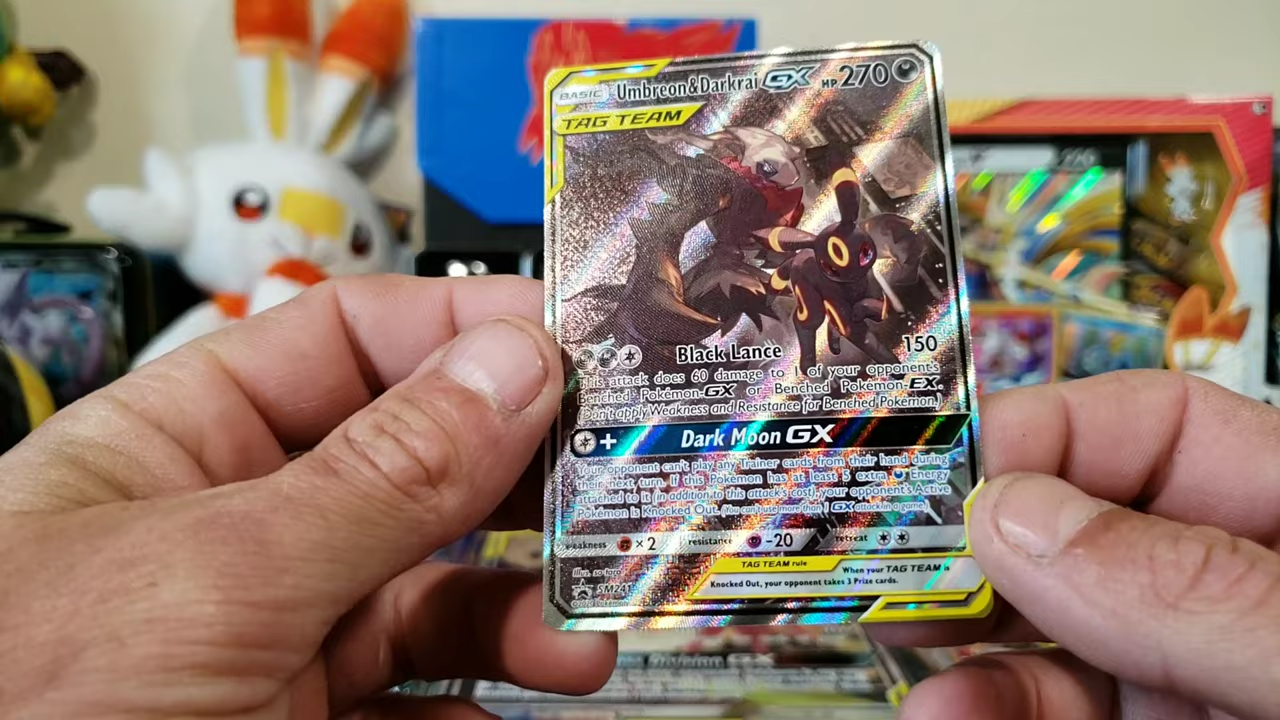 BASIC Umbreon&Darkrai GX HP270
TAG TEAM
Black Lance 150
This attack does 60 damage to 1 of your opponent's
Benched Pokémon-GX or Benched Pokémon-EX.
(Don't apply Weakness and Resistance for Benched Pokémon.)
+ Dark Moon GX
Your opponent can't play any Trainer cards from their hand during
their next turn. If this Pokémon has at least 5 extra Energy
attached to it (in addition to this attack's cost), your opponent's Active
Pokémon is Knocked Out. (You can't use more than 1 GX attack in a game.)
weakness ×2 resistance -20 retreat
TAG TEAM rule When your TAG TEAM is
Knocked Out, your opponent takes 3 Prize cards.
Illus.
SM241